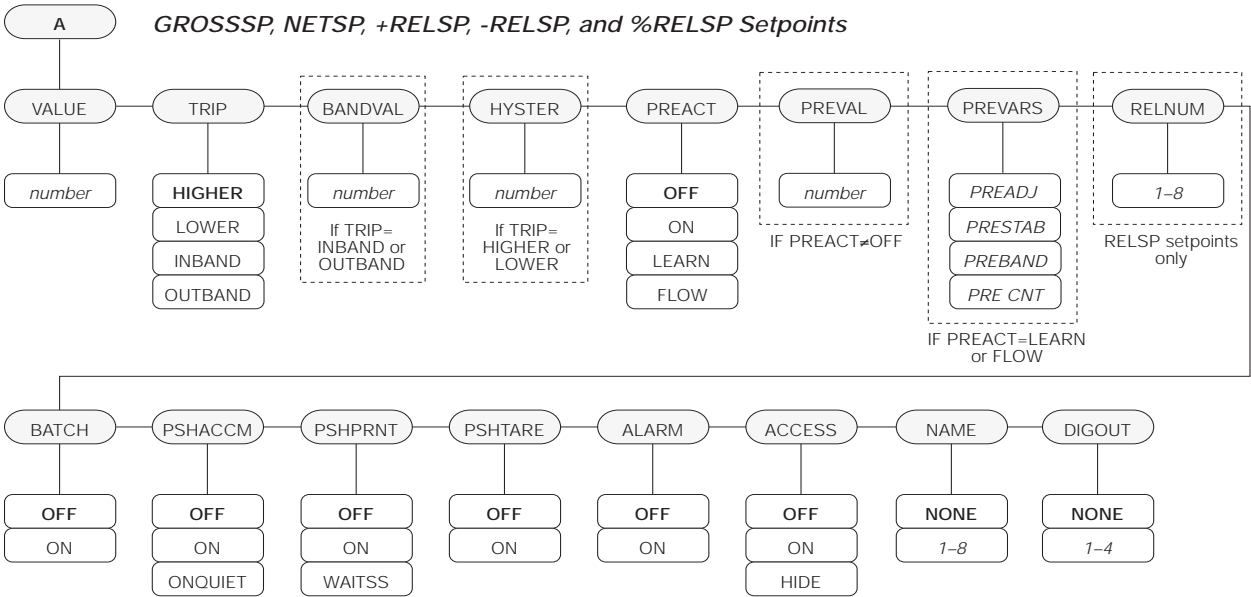 A
GROSSSP, NETSP, +RELSP, -RELSP, and %RELSP Setpoints
VALUE
TRIP
BANDVAL
HYSTER
PREACT
PREVAL
PREVARS
RELNUM
number
HIGHER
LOWER
INBAND
OUTBAND
number
If TRIP=
INBAND or
OUTBAND
number
If TRIP=
HIGHER or
LOWER
OFF
ON
LEARN
FLOW
number
IF PREACT≠OFF
PREADJ
PRESTAB
PREBAND
PRE CNT
IF PREACT=LEARN
or FLOW
1–8
RELSP setpoints
only
BATCH
PSHACCM
PSHPRNT
PSHTARE
ALARM
ACCESS
NAME
DIGOUT
OFF
ON
OFF
ON
ONQUIET
OFF
ON
WAITSS
OFF
ON
OFF
ON
OFF
ON
HIDE
NONE
1–8
NONE
1–4